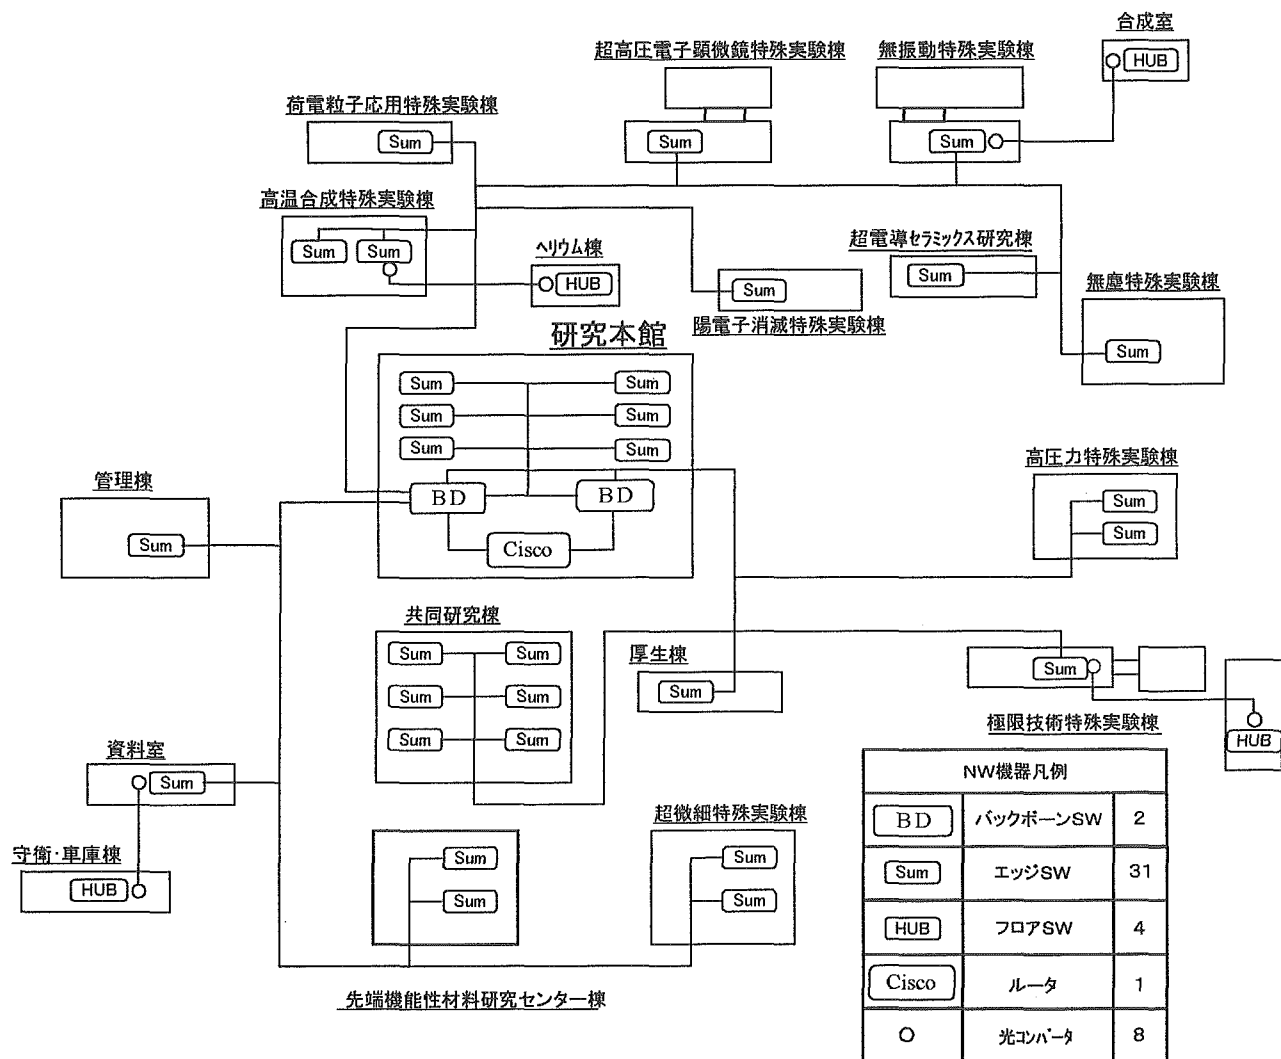 合成室
HUB
超高圧電子顕微鏡特殊実験棟
無振動特殊実験棟
荷電粒子応用特殊実験棟
Sum
Sum
Sum
高温合成特殊実験棟
Sum
Sum
ヘリウム棟
HUB
超電導セラミックス研究棟
Sum
Sum
陽電子消滅特殊実験棟
無塵特殊実験棟
Sum
研究本館
Sum
Sum
Sum
Sum
Sum
Sum
BD
BD
Cisco
管理棟
Sum
高圧力特殊実験棟
Sum
Sum
共同研究棟
Sum
Sum
Sum
Sum
Sum
Sum
厚生棟
Sum
Sum
極限技術特殊実験棟
HUB
資料室
Sum
守衛・車庫棟
HUB
Sum
Sum
先端機能性材料研究センター棟
超微細特殊実験棟
Sum
Sum
NW機器凡例
BD バックボーンSW 2
Sum エッジSW 31
HUB フロアSW 4
Cisco ルータ 1
光コンバータ 8